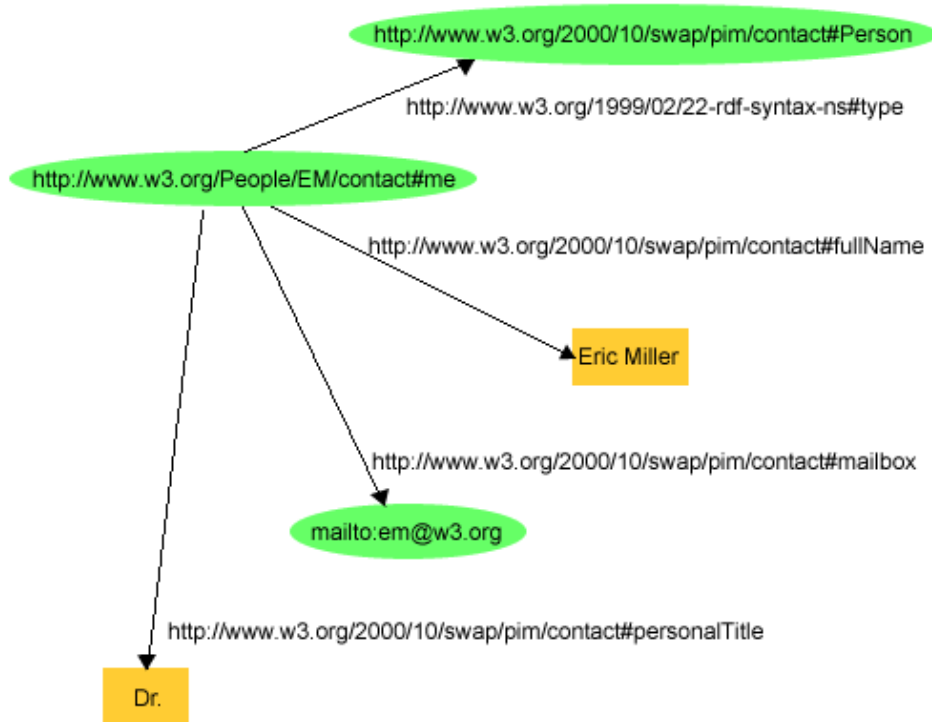 http://www.w3.org/2000/10/swap/pim/contact#Person
http://www.w3.org/1999/02/22-rdf-syntax-ns#type
http://www.w3.org/People/EM/contact#me
http://www.w3.org/2000/10/swap/pim/contact#fullName
Eric Miller
http://www.w3.org/2000/10/swap/pim/contact#mailbox
mailto:em@w3.org
http://www.w3.org/2000/10/swap/pim/contact#personalTitle
Dr.